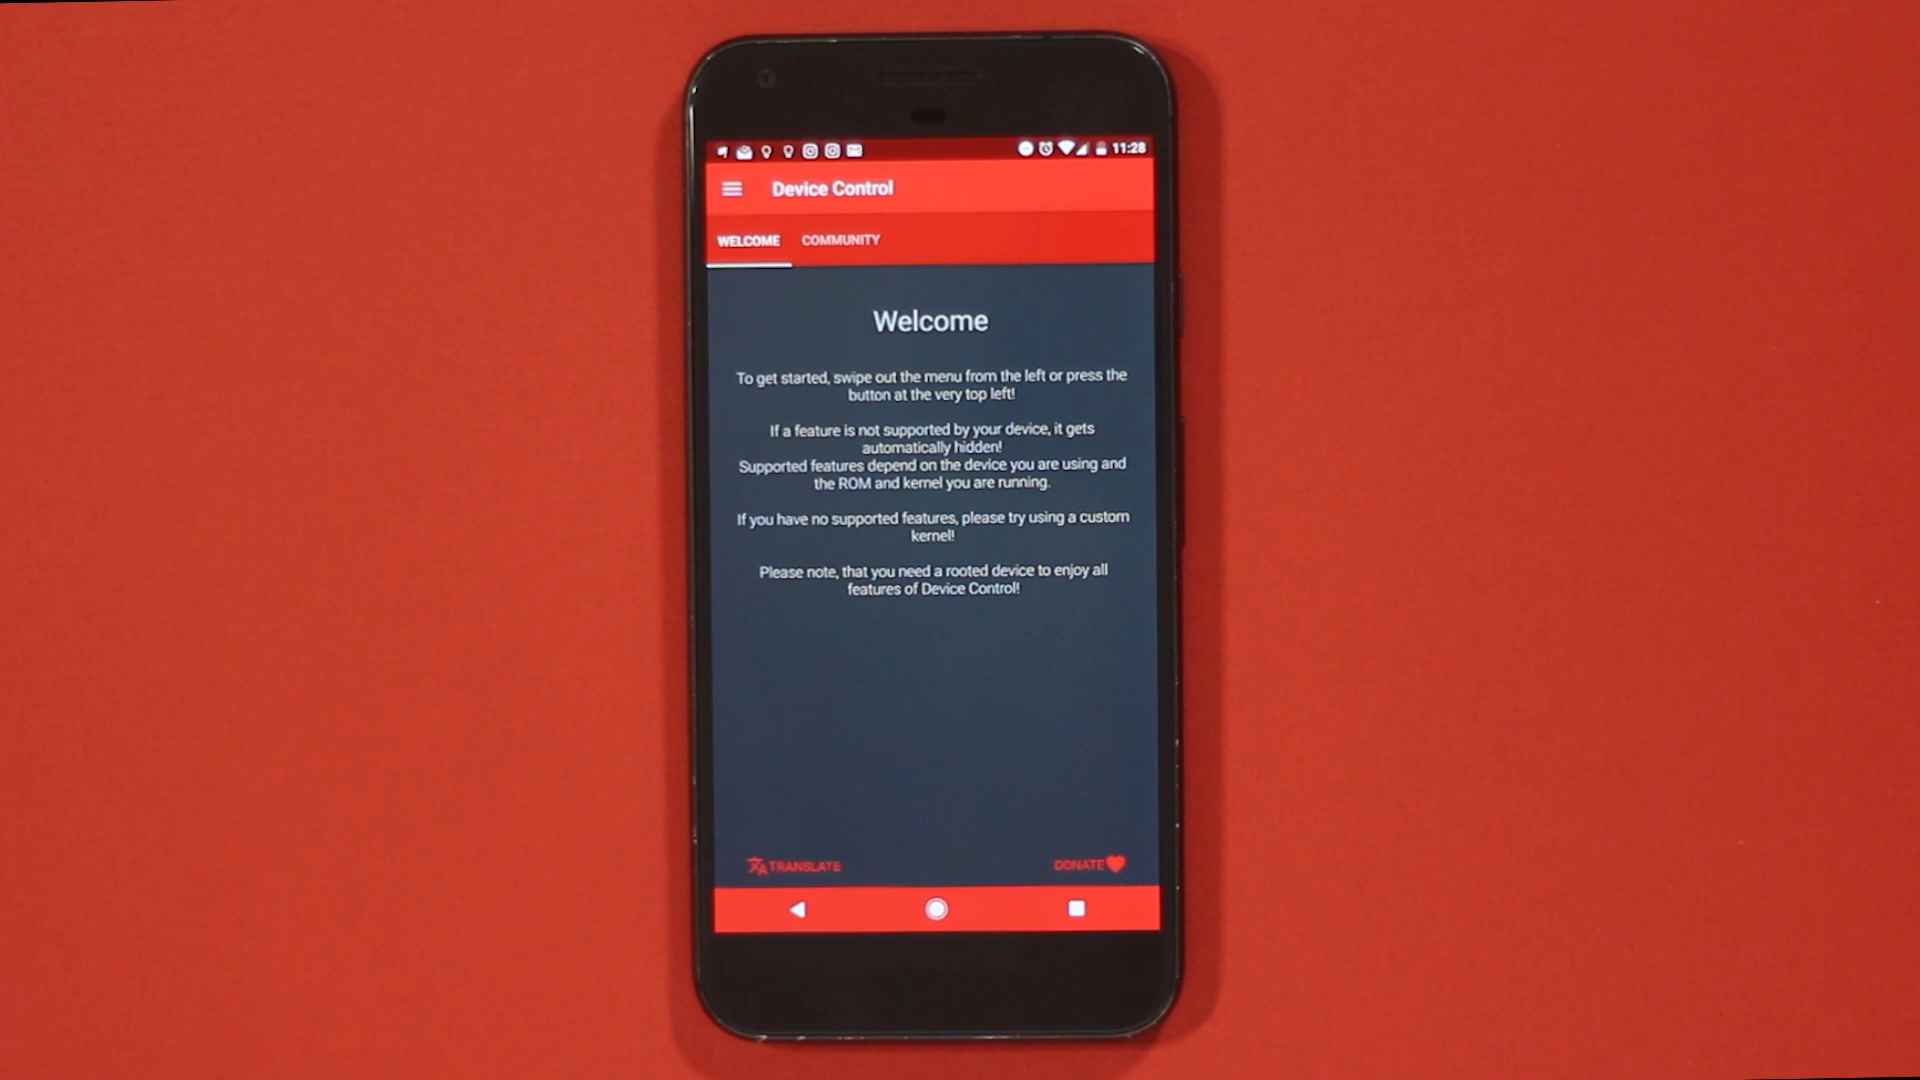 11:28
Device Control
WELCOME COMMUNITY
Welcome
To get started, swipe out the menu from the left or press the
button at the very top left!
If a feature is not supported by your device, it gets
automatically hidden!
Supported features depend on the device you are using and
the ROM and kernel you are running.
If you have no supported features, please try using a custom
kernel!
Please note, that you need a rooted device to enjoy all
features of Device Control!
TRANSLATE DONATE